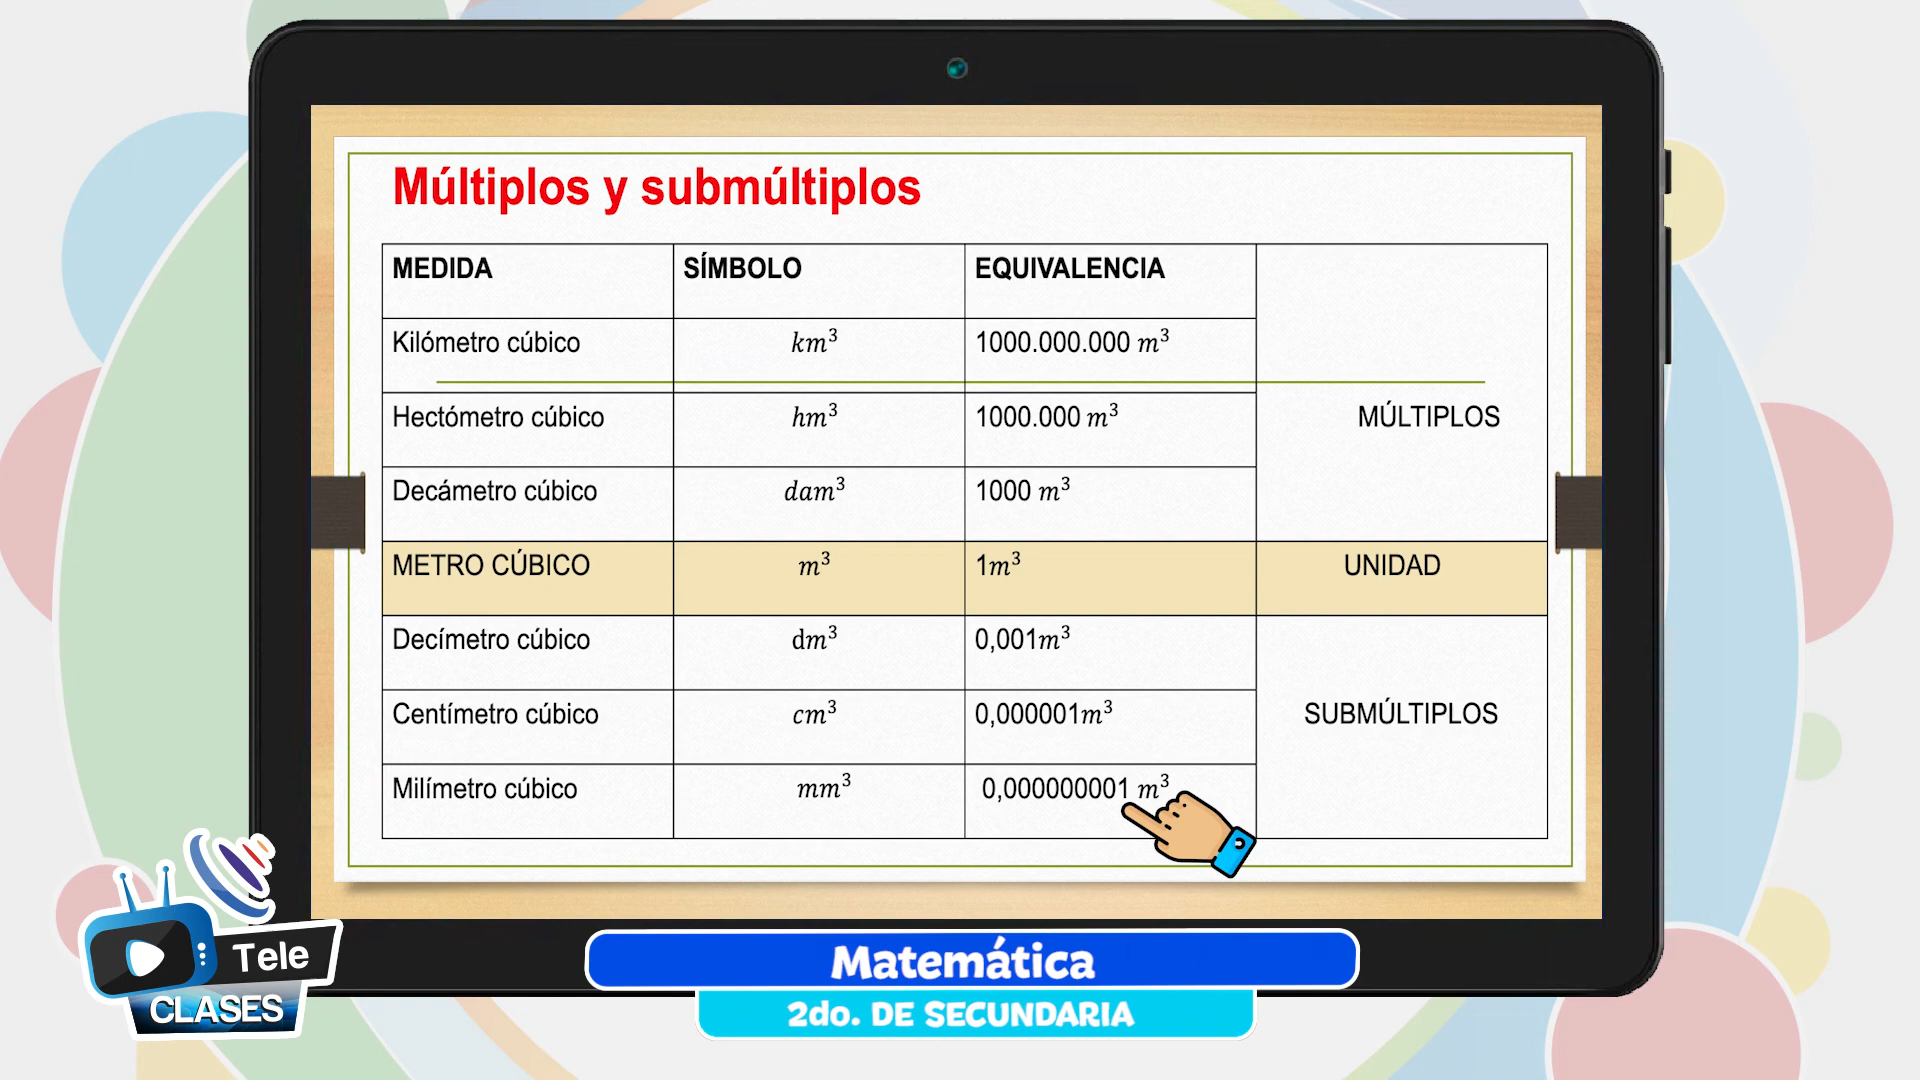 Múltiplos y submúltiplos
MEDIDA SÍMBOLO EQUIVALENCIA
Kilómetro cúbico km³ 1000.000.000 m³
Hectómetro cúbico hm³ 1000.000 m³ MÚLTIPLOS
Decámetro cúbico dam³ 1000 m³
METRO CÚBICO m³ 1m³ UNIDAD
Decímetro cúbico dm³ 0,001m³
Centímetro cúbico cm³ 0,000001m³ SUBMÚLTIPLOS
Milímetro cúbico mm³ 0,000000001 m³
Tele
CLASES
Matemática
2do. DE SECUNDARIA